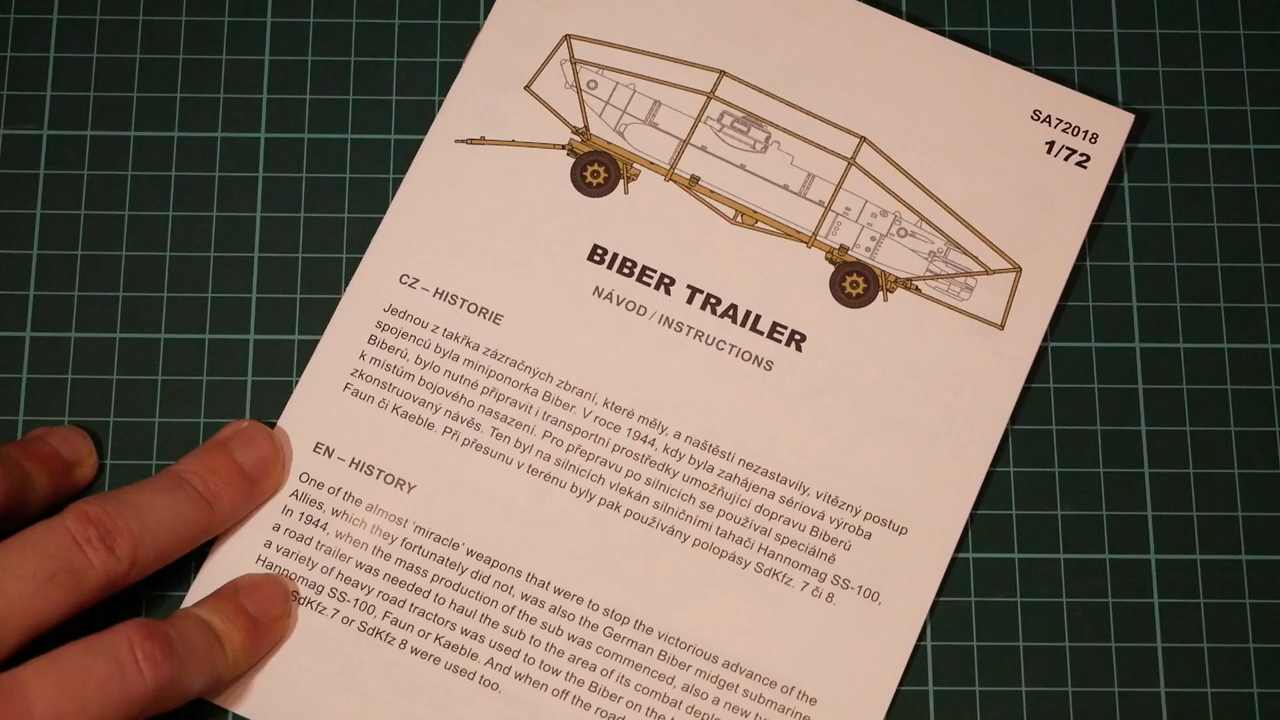 SA72018
1/72
BIBER TRAILER
NÁVOD / INSTRUCTIONS
CZ – HISTORIE
Jednou z takřka zázračných zbraní, které měly, a naštěstí nezastavily, vítězný postup
spojenců byla miniponorka Biber. V roce 1944, kdy byla zahájena sériová výroba
Biberů, bylo nutné připravit i transportní prostředky umožňující dopravu Biberů
k místům bojového nasazení. Pro přepravu po silnicích se používal speciálně
zkonstruovaný návěs. Ten byl na silnicích vlekán silničními tahači Hannomag SS-100,
Faun či Kaeble. Při přesunu v terénu byly pak používány polopásy SdKfz. 7 či 8.
EN – HISTORY
One of the almost 'miracle' weapons that were to stop the victorious advance of the
Allies, which they fortunately did not, was also the German Biber midget submarine
In 1944, when the mass production of the sub was commenced, also a new
a road trailer was needed to haul the sub to the area of its combat
a variety of heavy road tractors was used to tow the Biber on the
Hannomag SS-100, Faun or Kaeble. And when off the road
SdKfz.7 or SdKfz 8 were used too.